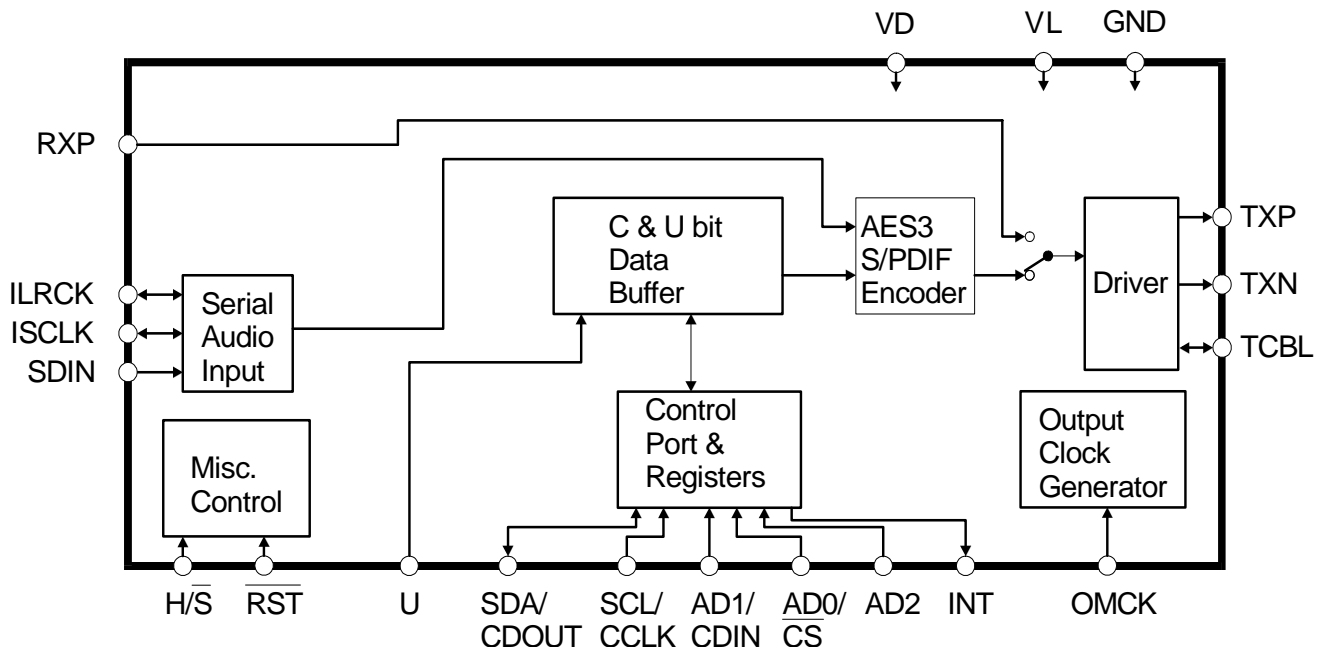 VD
VL
GND
RXP
C & U bit
Data
Buffer
AES3
S/PDIF
Encoder
Driver
TXP
TXN
TCBL
ILRCK
ISCLK
SDIN
Serial
Audio
Input
Misc.
Control
Control
Port &
Registers
Output
Clock
Generator
H/S̅
R̅S̅T̅
U
SDA/
CDOUT
SCL/
CCLK
AD1/
CDIN
AD0/
C̅S̅
AD2
INT
OMCK